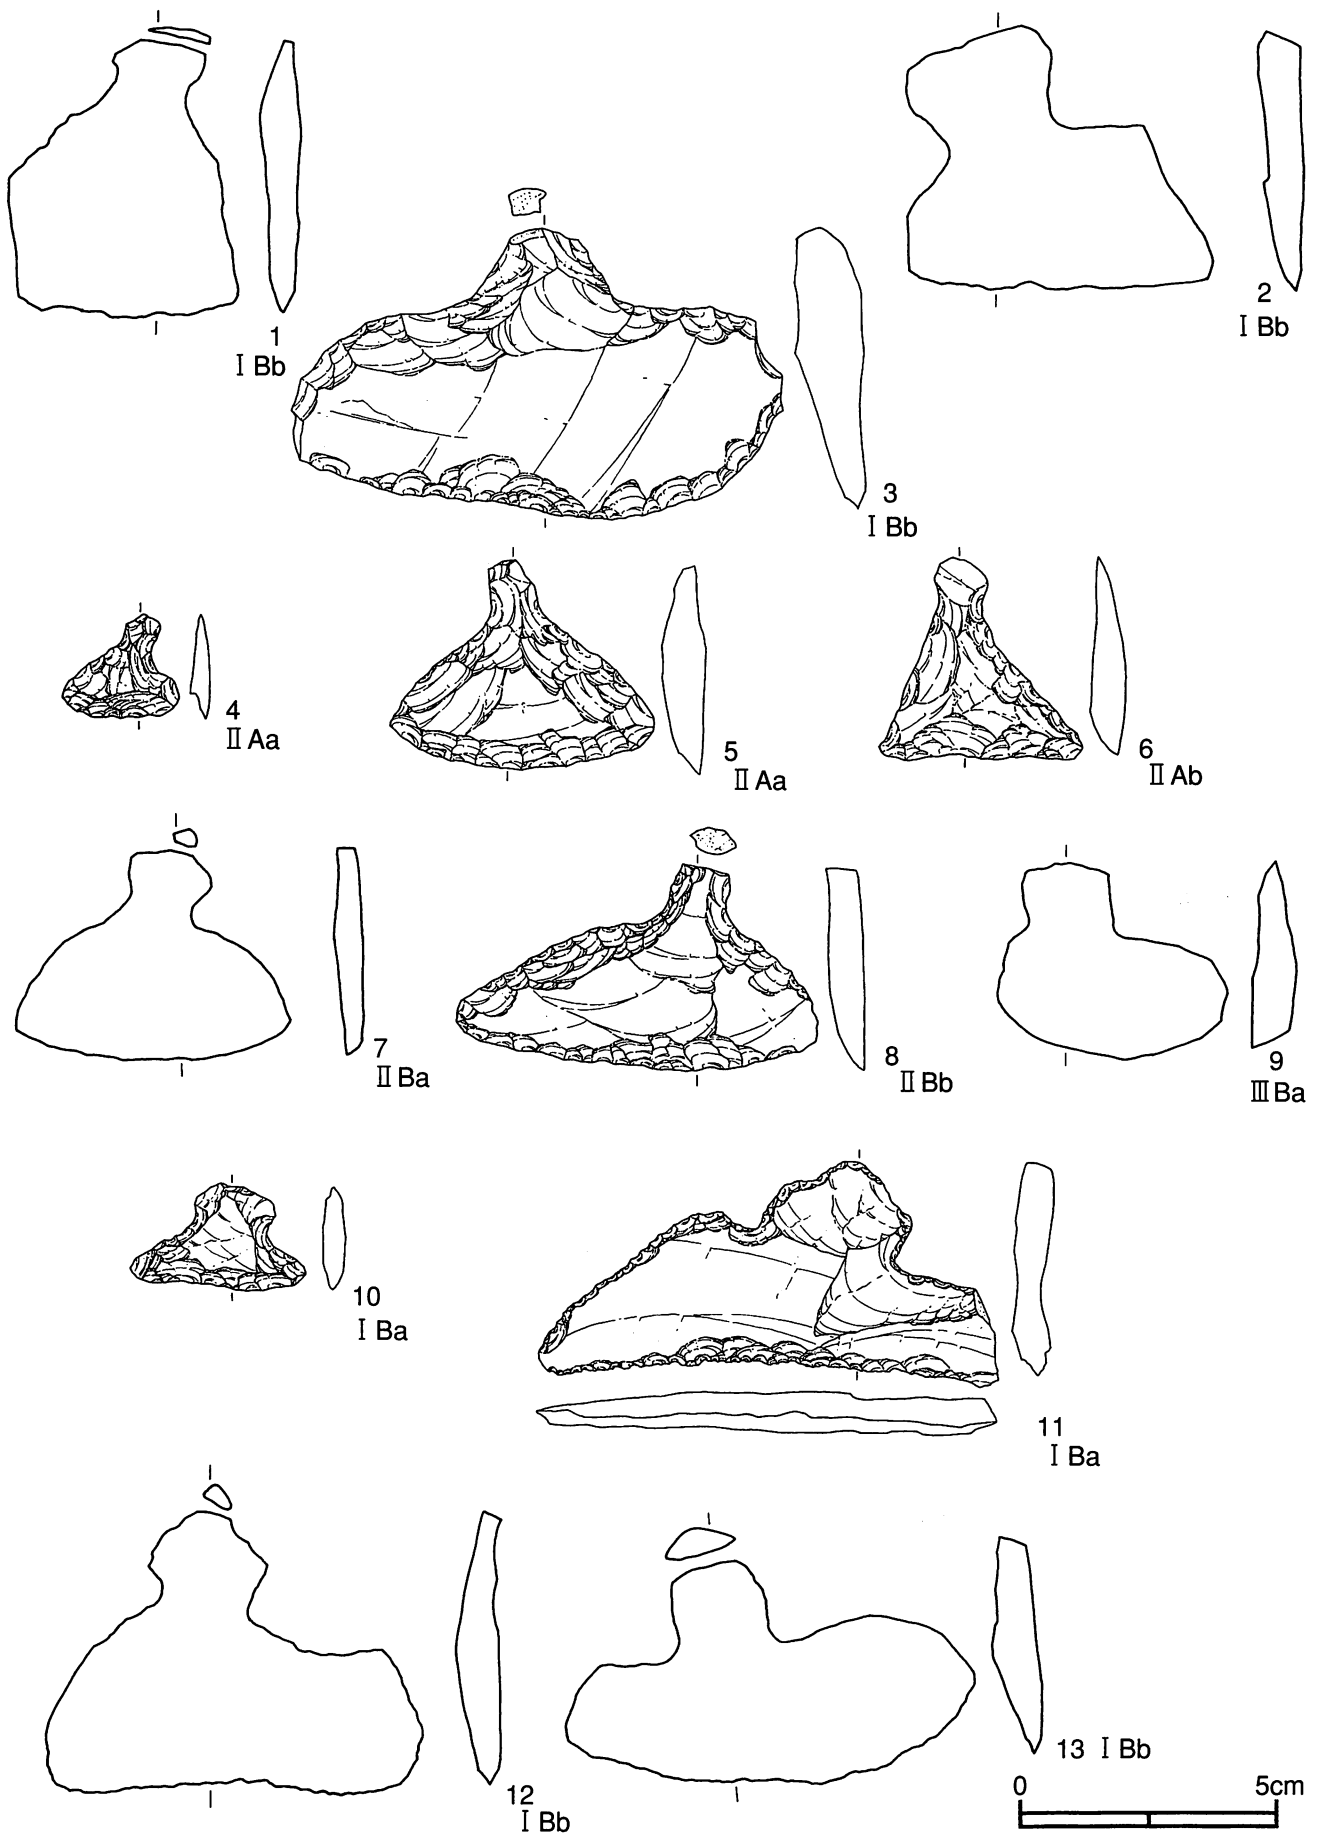 1
Ⅰ Bb
2
Ⅰ Bb
3
Ⅰ Bb
4
Ⅱ Aa
5
Ⅱ Aa
6
Ⅱ Ab
7
Ⅱ Ba
8
Ⅱ Bb
9
Ⅲ Ba
10
Ⅰ Ba
11
Ⅰ Ba
12
Ⅰ Bb
13 Ⅰ Bb
0 5cm